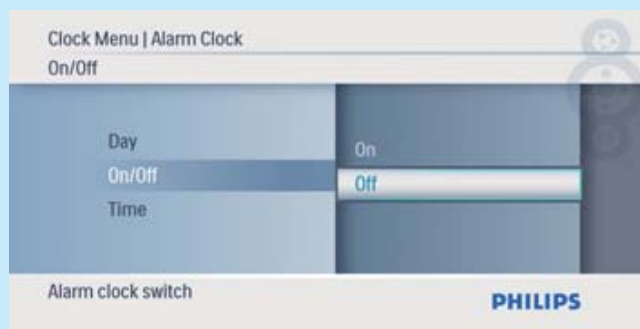 Clock Menu | Alarm Clock
On/Off
Day
On/Off
Time
On
Off
Alarm clock switch
PHILIPS